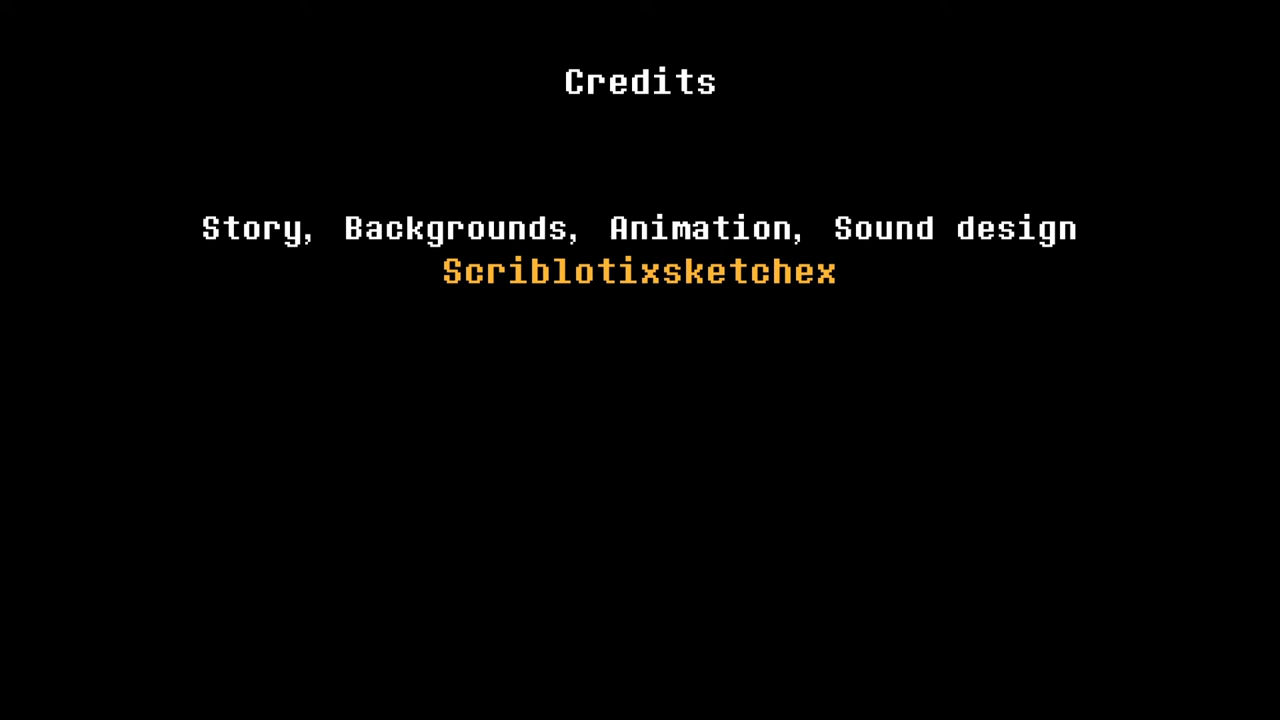 Credits
Story, Backgrounds, Animation, Sound design
Scriblotixsketchex